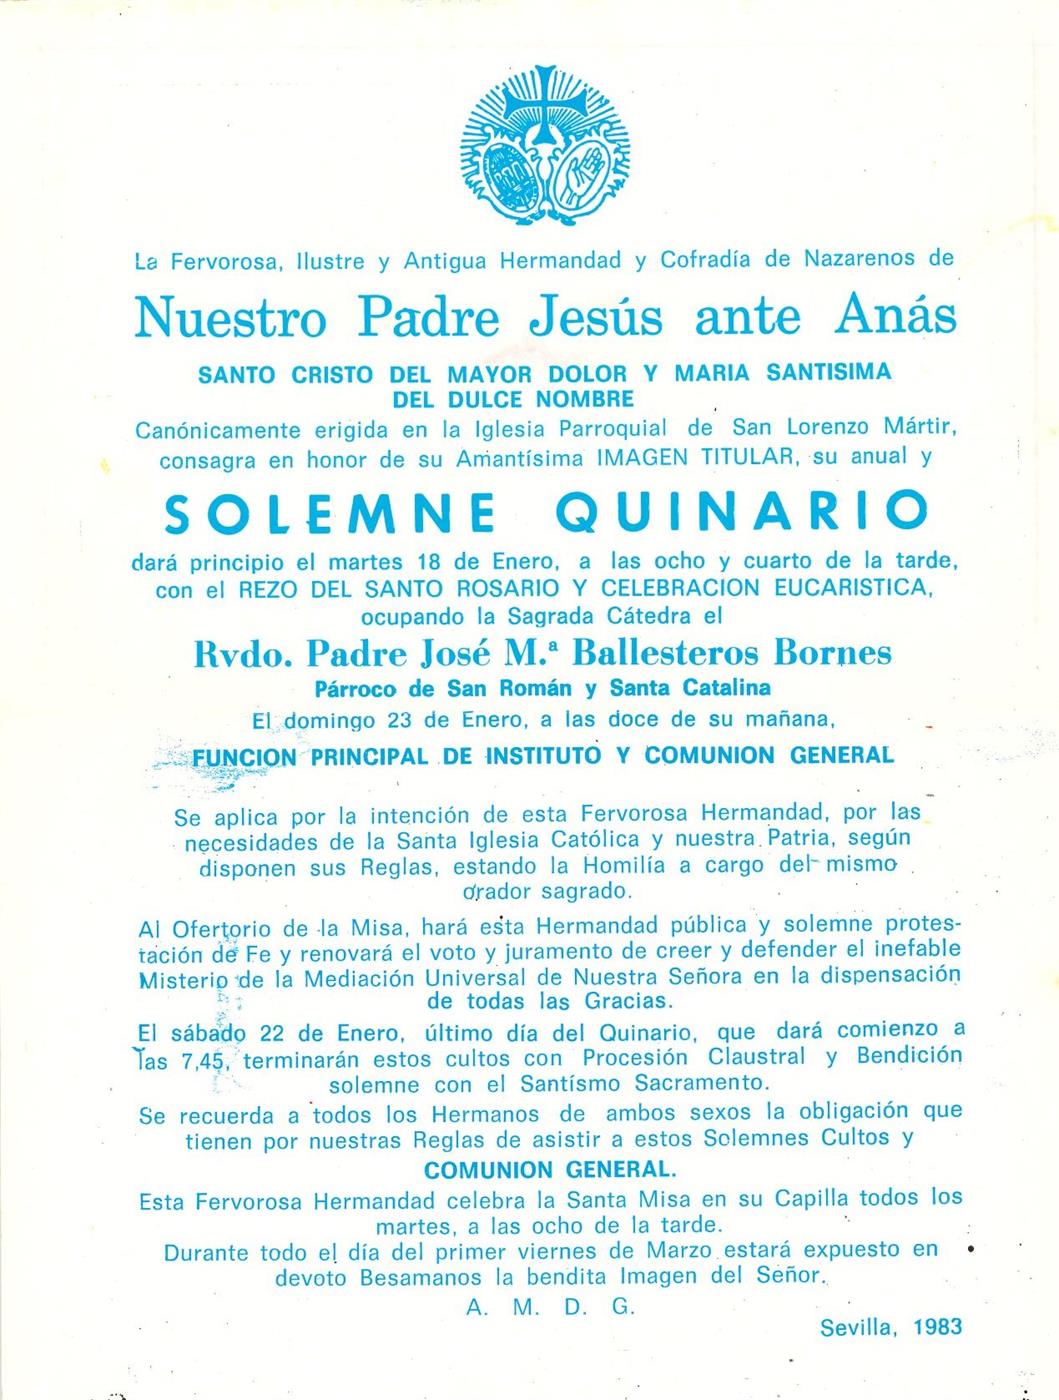 La Fervorosa, Ilustre y Antigua Hermandad y Cofradía de Nazarenos de
Nuestro Padre Jesús ante Anás
SANTO CRISTO DEL MAYOR DOLOR Y MARIA SANTISIMA
DEL DULCE NOMBRE
Canónicamente erigida en la Iglesia Parroquial de San Lorenzo Mártir,
consagra en honor de su Amantísima IMAGEN TITULAR, su anual y
SOLEMNE QUINARIO
dará principio el martes 18 de Enero, a las ocho y cuarto de la tarde,
con el REZO DEL SANTO ROSARIO Y CELEBRACION EUCARISTICA,
ocupando la Sagrada Cátedra el
Rvdo. Padre José M.ª Ballesteros Bornes
Párroco de San Román y Santa Catalina
El domingo 23 de Enero, a las doce de su mañana,
FUNCION PRINCIPAL DE INSTITUTO Y COMUNION GENERAL
Se aplica por la intención de esta Fervorosa Hermandad, por las
necesidades de la Santa Iglesia Católica y nuestra Patria, según
disponen sus Reglas, estando la Homilía a cargo del mismo
orador sagrado.
Al Ofertorio de la Misa, hará esta Hermandad pública y solemne protes-
tación de Fe y renovará el voto y juramento de creer y defender el inefable
Misterio de la Mediación Universal de Nuestra Señora en la dispensación
de todas las Gracias.
El sábado 22 de Enero, último día del Quinario, que dará comienzo a
las 7,45, terminarán estos cultos con Procesión Claustral y Bendición
solemne con el Santísmo Sacramento.
Se recuerda a todos los Hermanos de ambos sexos la obligación que
tienen por nuestras Reglas de asistir a estos Solemnes Cultos y
COMUNION GENERAL.
Esta Fervorosa Hermandad celebra la Santa Misa en su Capilla todos los
martes, a las ocho de la tarde.
Durante todo el día del primer viernes de Marzo estará expuesto en
devoto Besamanos la bendita Imagen del Señor.
A. M. D. G.
Sevilla, 1983